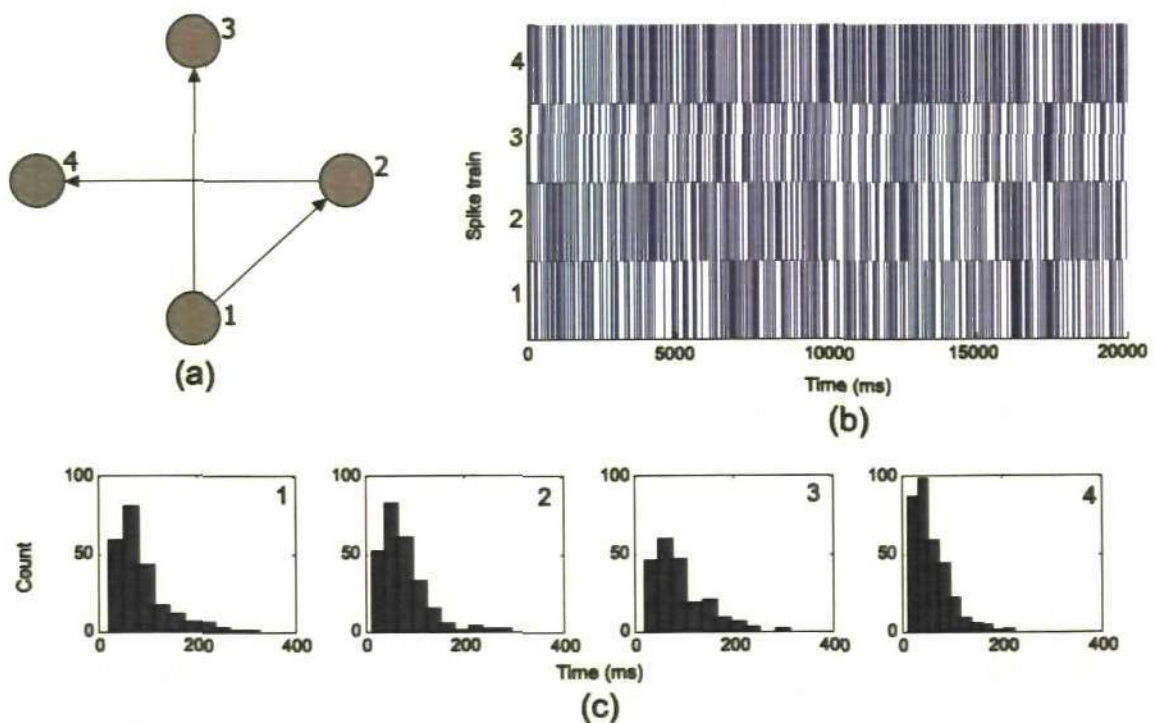 3
4
2
1
(a)
4
3
2
1
Spike train
0 5000 10000 15000 20000
Time (ms)
(b)
100 100 100 100
1 2 3 4
50 50 50 50
Count
0 0 0 0
0 200 400 0 200 400 0 200 400 0 200 400
Time (ms)
(c)